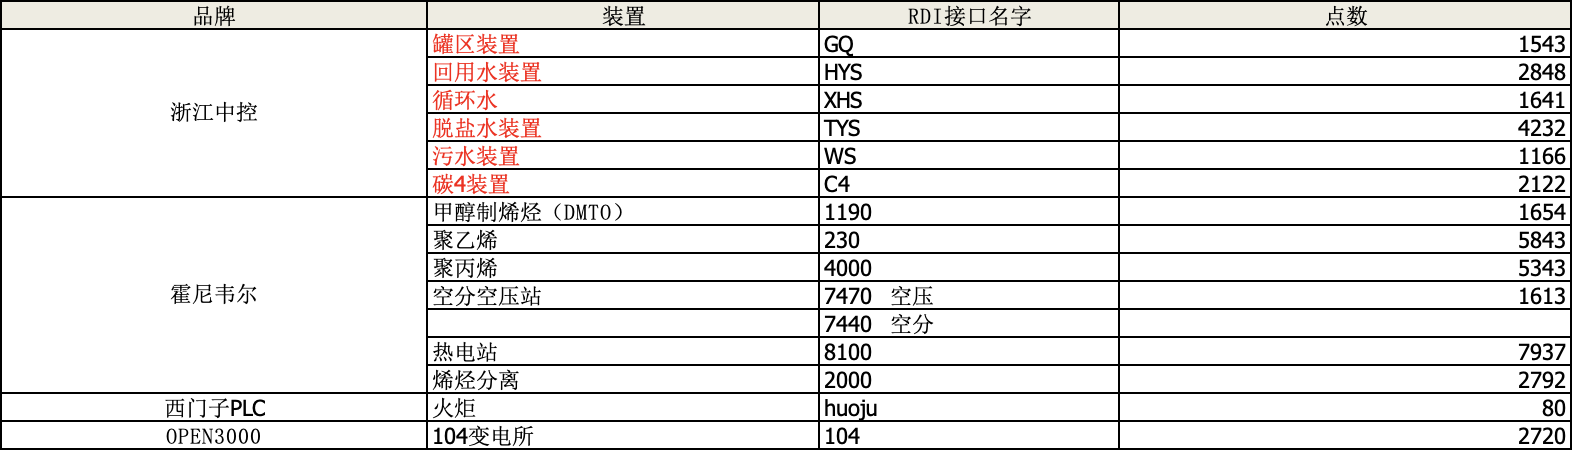 品牌 装置 RDI接口名字 点数
浙江中控 罐区装置 GQ 1543
回用水装置 HYS 2848
循环水 XHS 1641
脱盐水装置 TYS 4232
污水装置 WS 1166
碳4装置 C4 2122
霍尼韦尔 甲醇制烯烃（DMTO） 1190 1654
聚乙烯 230 5843
聚丙烯 4000 5343
空分空压站 7470 空压 1613
7440 空分
热电站 8100 7937
烯烃分离 2000 2792
西门子PLC 火炬 huoju 80
OPEN3000 104变电所 104 2720